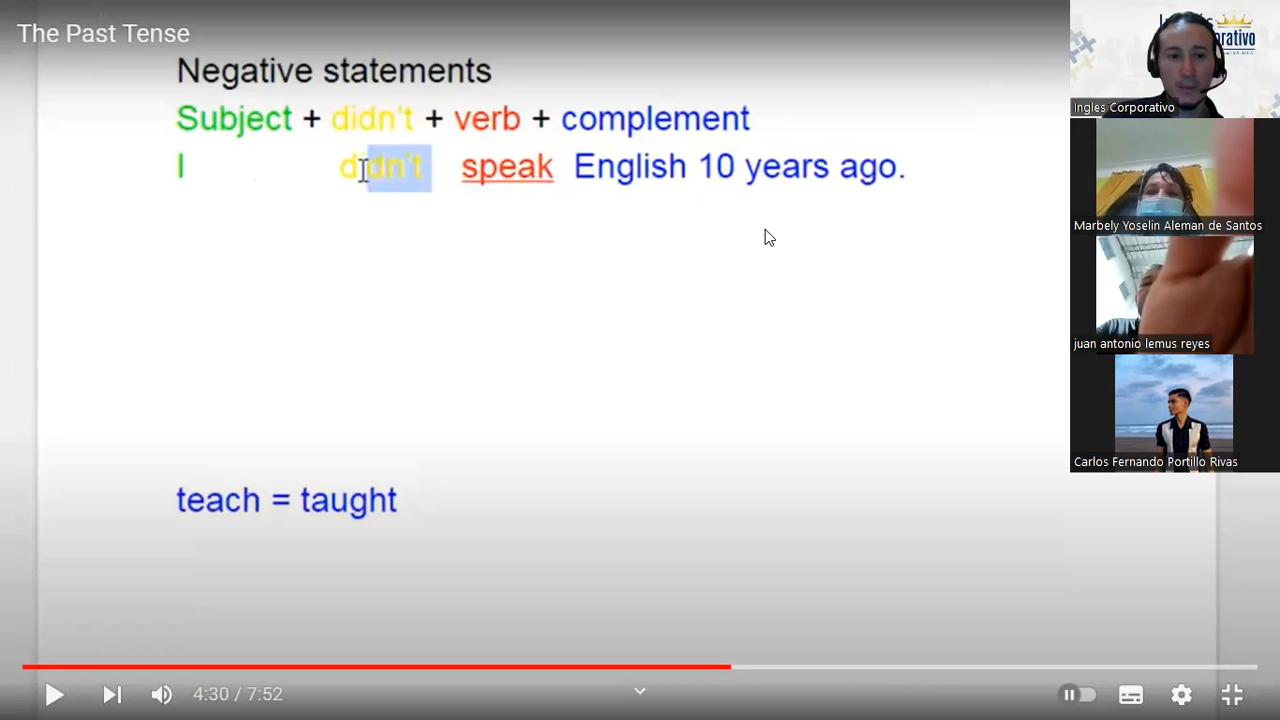 The Past Tense
Negative statements
Subject + didn't + verb + complement
I didn't speak English 10 years ago.
teach = taught
4:30 / 7:52
Ingles Corporativo
Marbely Yoselin Aleman de Santos
juan antonio lemus reyes
Carlos Fernando Portillo Rivas